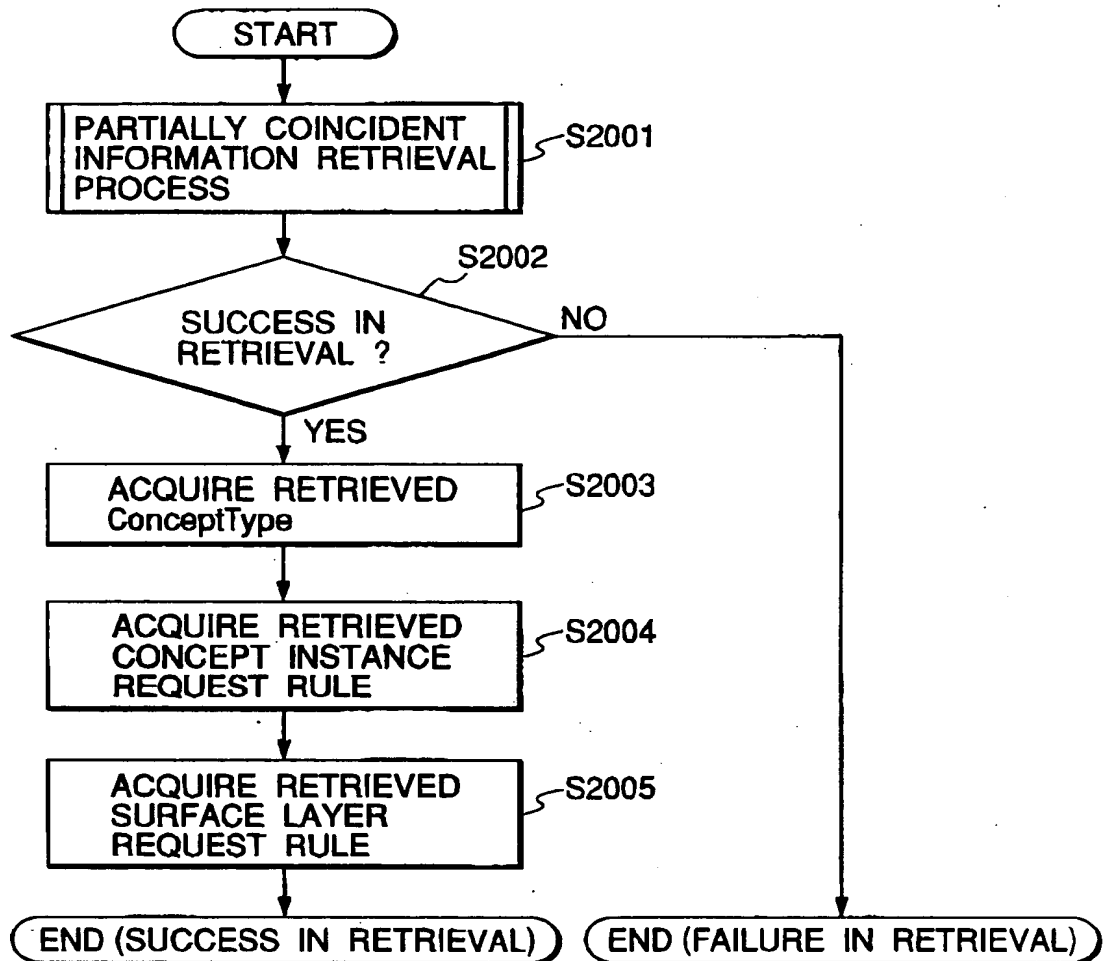 START
PARTIALLY COINCIDENT
INFORMATION RETRIEVAL
PROCESS
S2001
S2002
SUCCESS IN
RETRIEVAL ?
NO
YES
ACQUIRE RETRIEVED
ConceptType
S2003
ACQUIRE RETRIEVED
CONCEPT INSTANCE
REQUEST RULE
S2004
ACQUIRE RETRIEVED
SURFACE LAYER
REQUEST RULE
S2005
END (SUCCESS IN RETRIEVAL)
END (FAILURE IN RETRIEVAL)